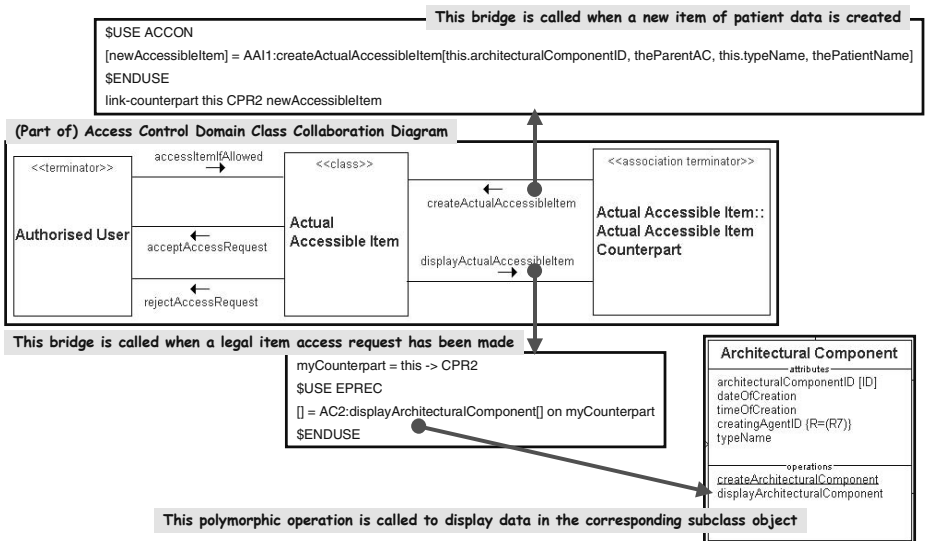 This bridge is called when a new item of patient data is created
$USE ACCON
[newAccessibleItem] = AAI1:createActualAccessibleItem[this.architecturalComponentID, theParentAC, this.typeName, thePatientName]
$ENDUSE
link-counterpart this CPR2 newAccessibleItem
(Part of) Access Control Domain Class Collaboration Diagram
<<terminator>>
Authorised User
accessItemIfAllowed
acceptAccessRequest
rejectAccessRequest
<<class>>
Actual
Accessible Item
createActualAccessibleItem
displayActualAccessibleItem
<<association terminator>>
Actual Accessible Item::
Actual Accessible Item
Counterpart
This bridge is called when a legal item access request has been made
myCounterpart = this -> CPR2
$USE EPREC
[] = AC2:displayArchitecturalComponent[] on myCounterpart
$ENDUSE
Architectural Component
attributes
architecturalComponentID [ID]
dateOfCreation
timeOfCreation
creatingAgentID {R=(R7)}
typeName
operations
createArchitecturalComponent
displayArchitecturalComponent
This polymorphic operation is called to display data in the corresponding subclass object